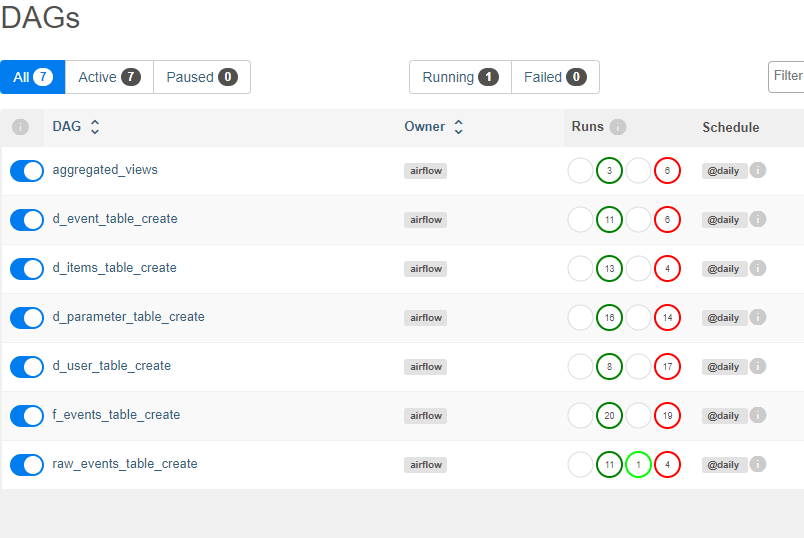 DAGs
All 7 Active 7 Paused 0 Running 1 Failed 0 Filter
i DAG Owner Runs i Schedule
aggregated_views airflow 3 6 @daily i
d_event_table_create airflow 11 6 @daily i
d_items_table_create airflow 13 4 @daily i
d_parameter_table_create airflow 16 14 @daily i
d_user_table_create airflow 8 17 @daily i
f_events_table_create airflow 20 19 @daily i
raw_events_table_create airflow 11 1 4 @daily i